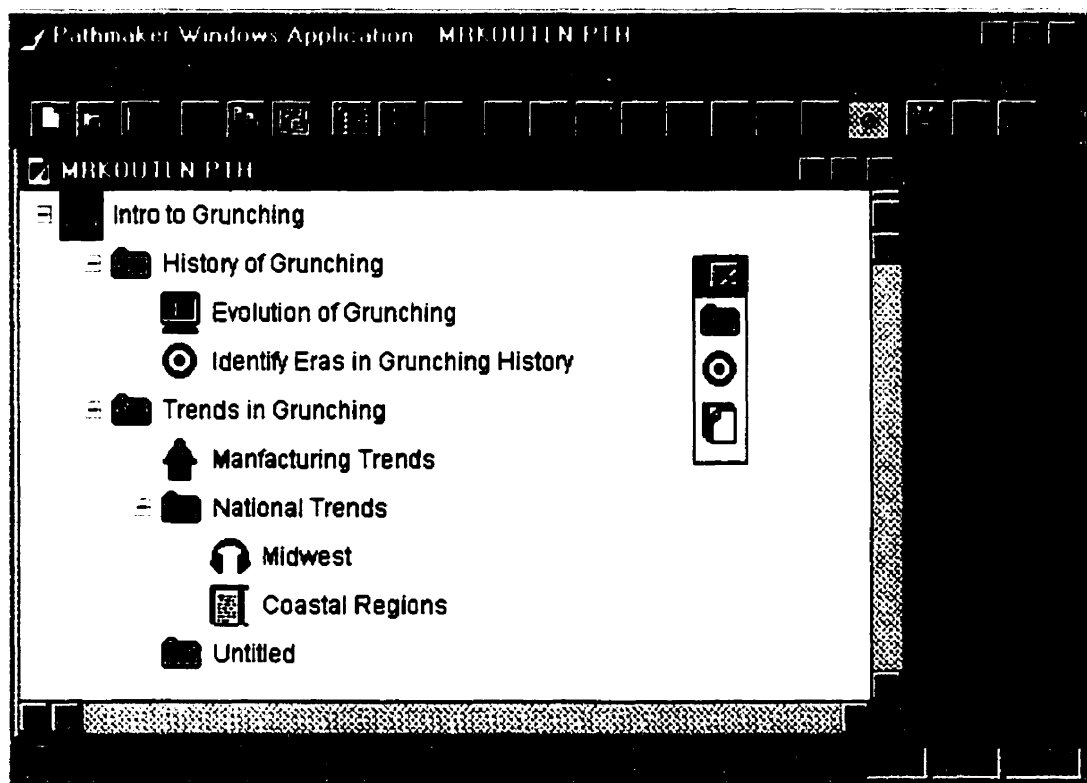 Pathmaker Windows Application MRKOUTLN PTH
MRKOUTLN PTH
Intro to Grunching
History of Grunching
Evolution of Grunching
Identify Eras in Grunching History
Trends in Grunching
Manfacturing Trends
National Trends
Midwest
Coastal Regions
Untitled